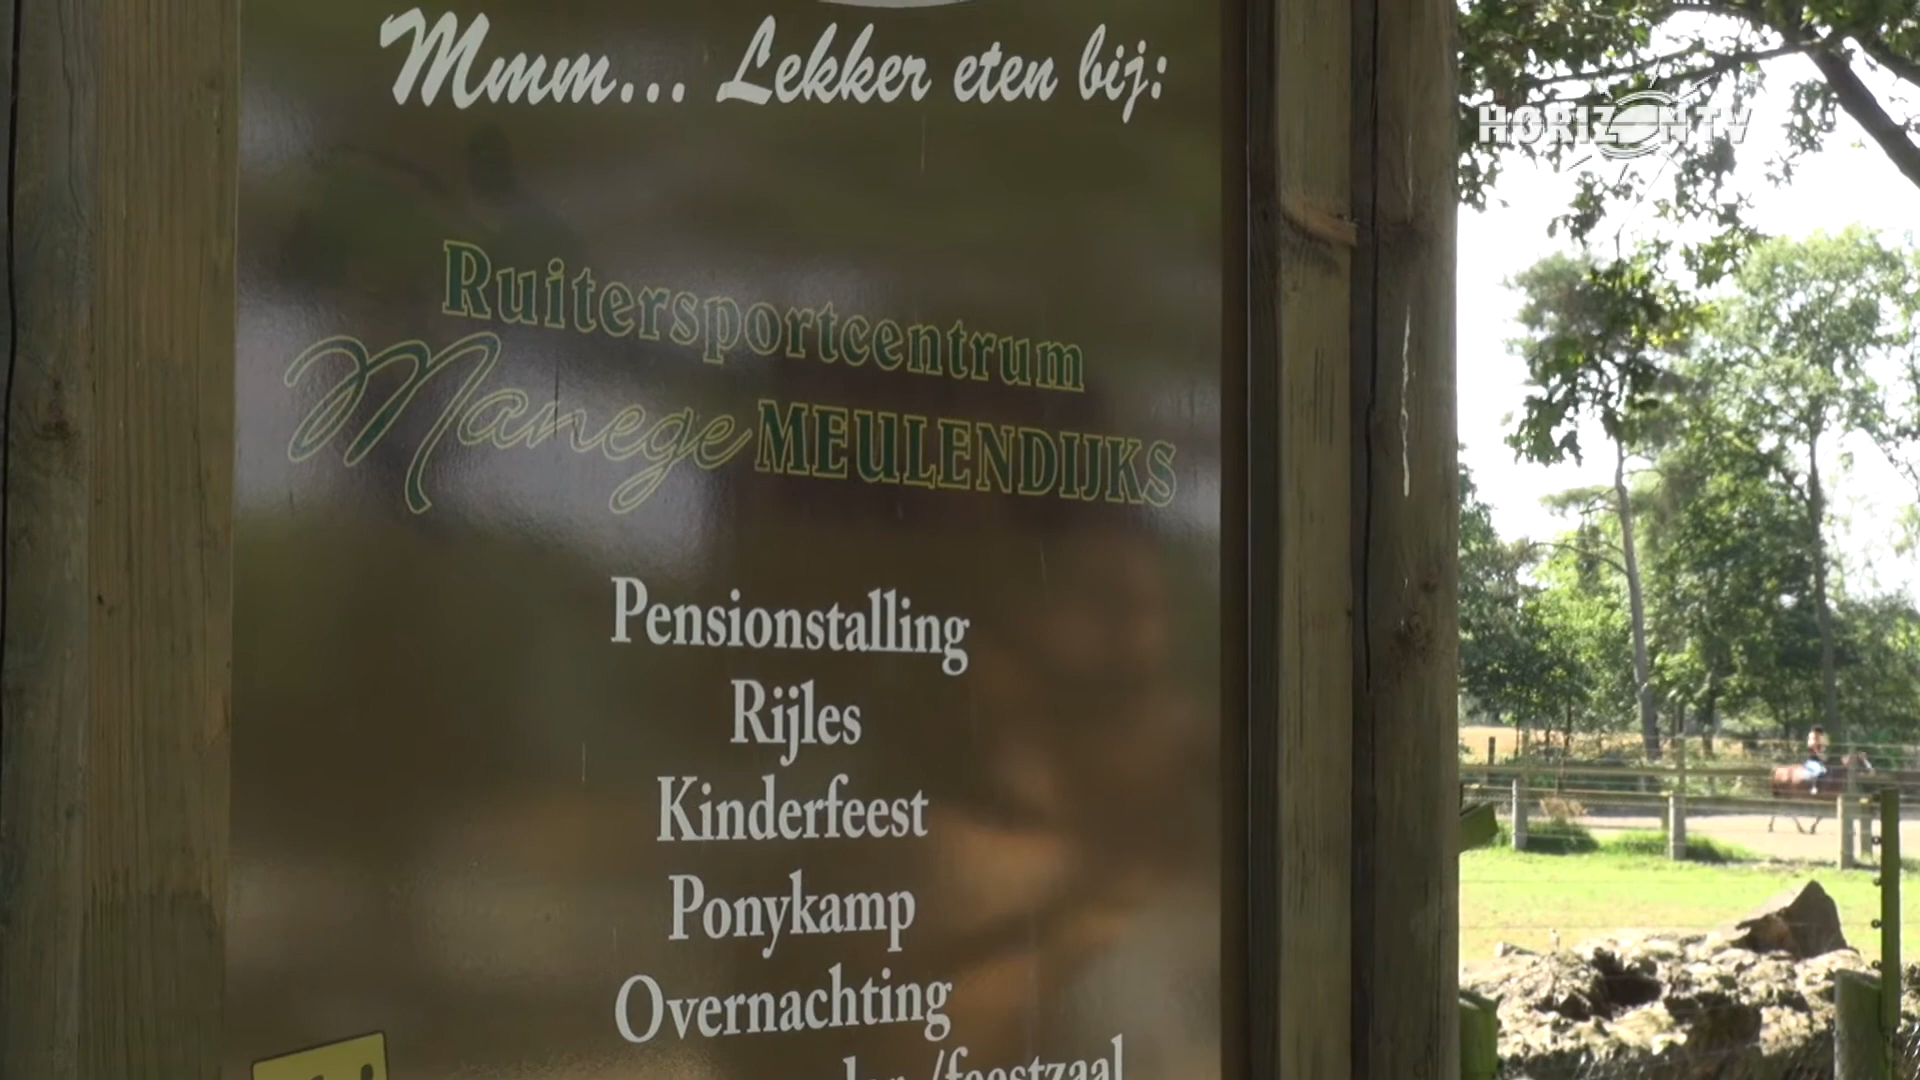 Mmm... Lekker eten bij:
HORIZON TV
Ruitersportcentrum
Manege MEULENDIJKS
Pensionstalling
Rijles
Kinderfeest
Ponykamp
Overnachting
/feestzaal